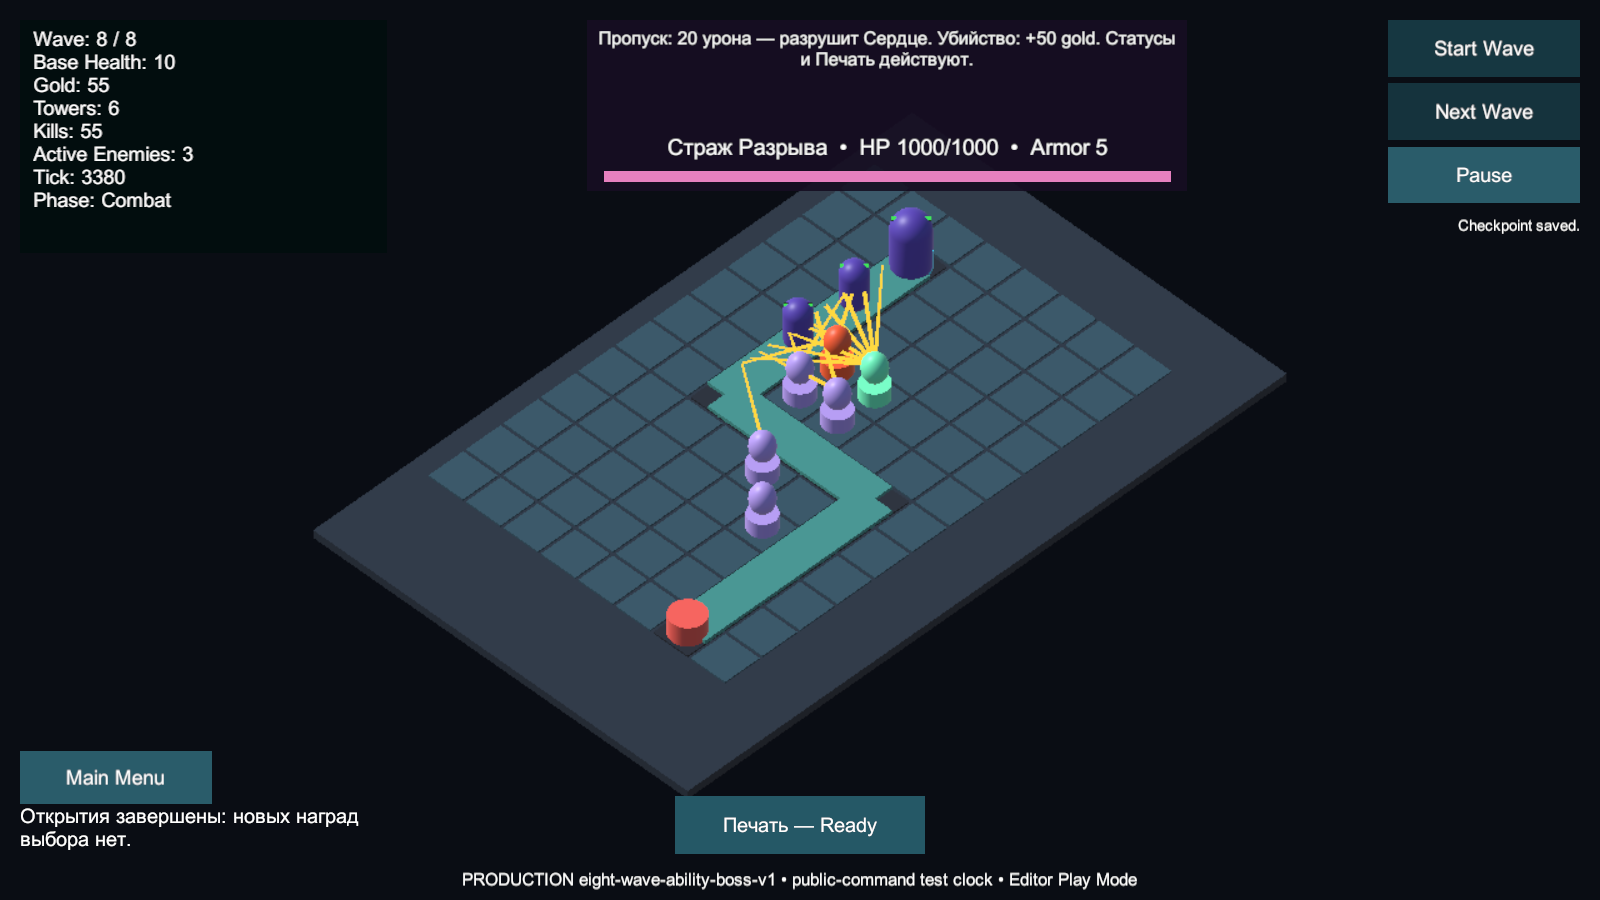 Wave: 8 / 8
Base Health: 10
Gold: 55
Towers: 6
Kills: 55
Active Enemies: 3
Tick: 3380
Phase: Combat
Пропуск: 20 урона — разрушит Сердце. Убийство: +50 gold. Статусы
и Печать действуют.
Страж Разрыва • HP 1000/1000 • Armor 5
Start Wave
Next Wave
Pause
Checkpoint saved.
Main Menu
Открытия завершены: новых наград
выбора нет.
Печать — Ready
PRODUCTION eight-wave-ability-boss-v1 • public-command test clock • Editor Play Mode